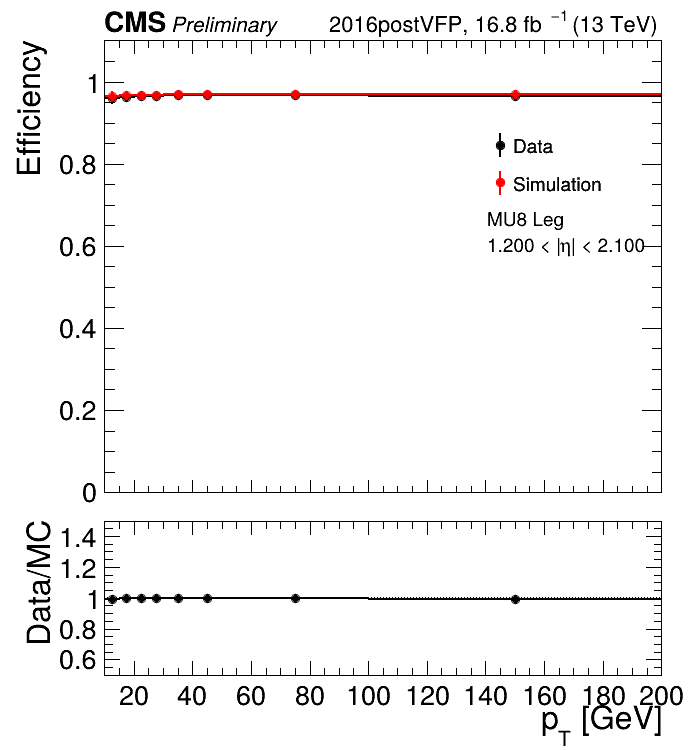 CMS Preliminary 2016postVFP, 16.8 fb⁻¹ (13 TeV)
Efficiency
1
0.8
0.6
0.4
0.2
0
Data
Simulation
MU8 Leg
1.200 < |η| < 2.100
Data/MC
1.4
1.2
1
0.8
0.6
20 40 60 80 100 120 140 160 180 200
p_T [GeV]